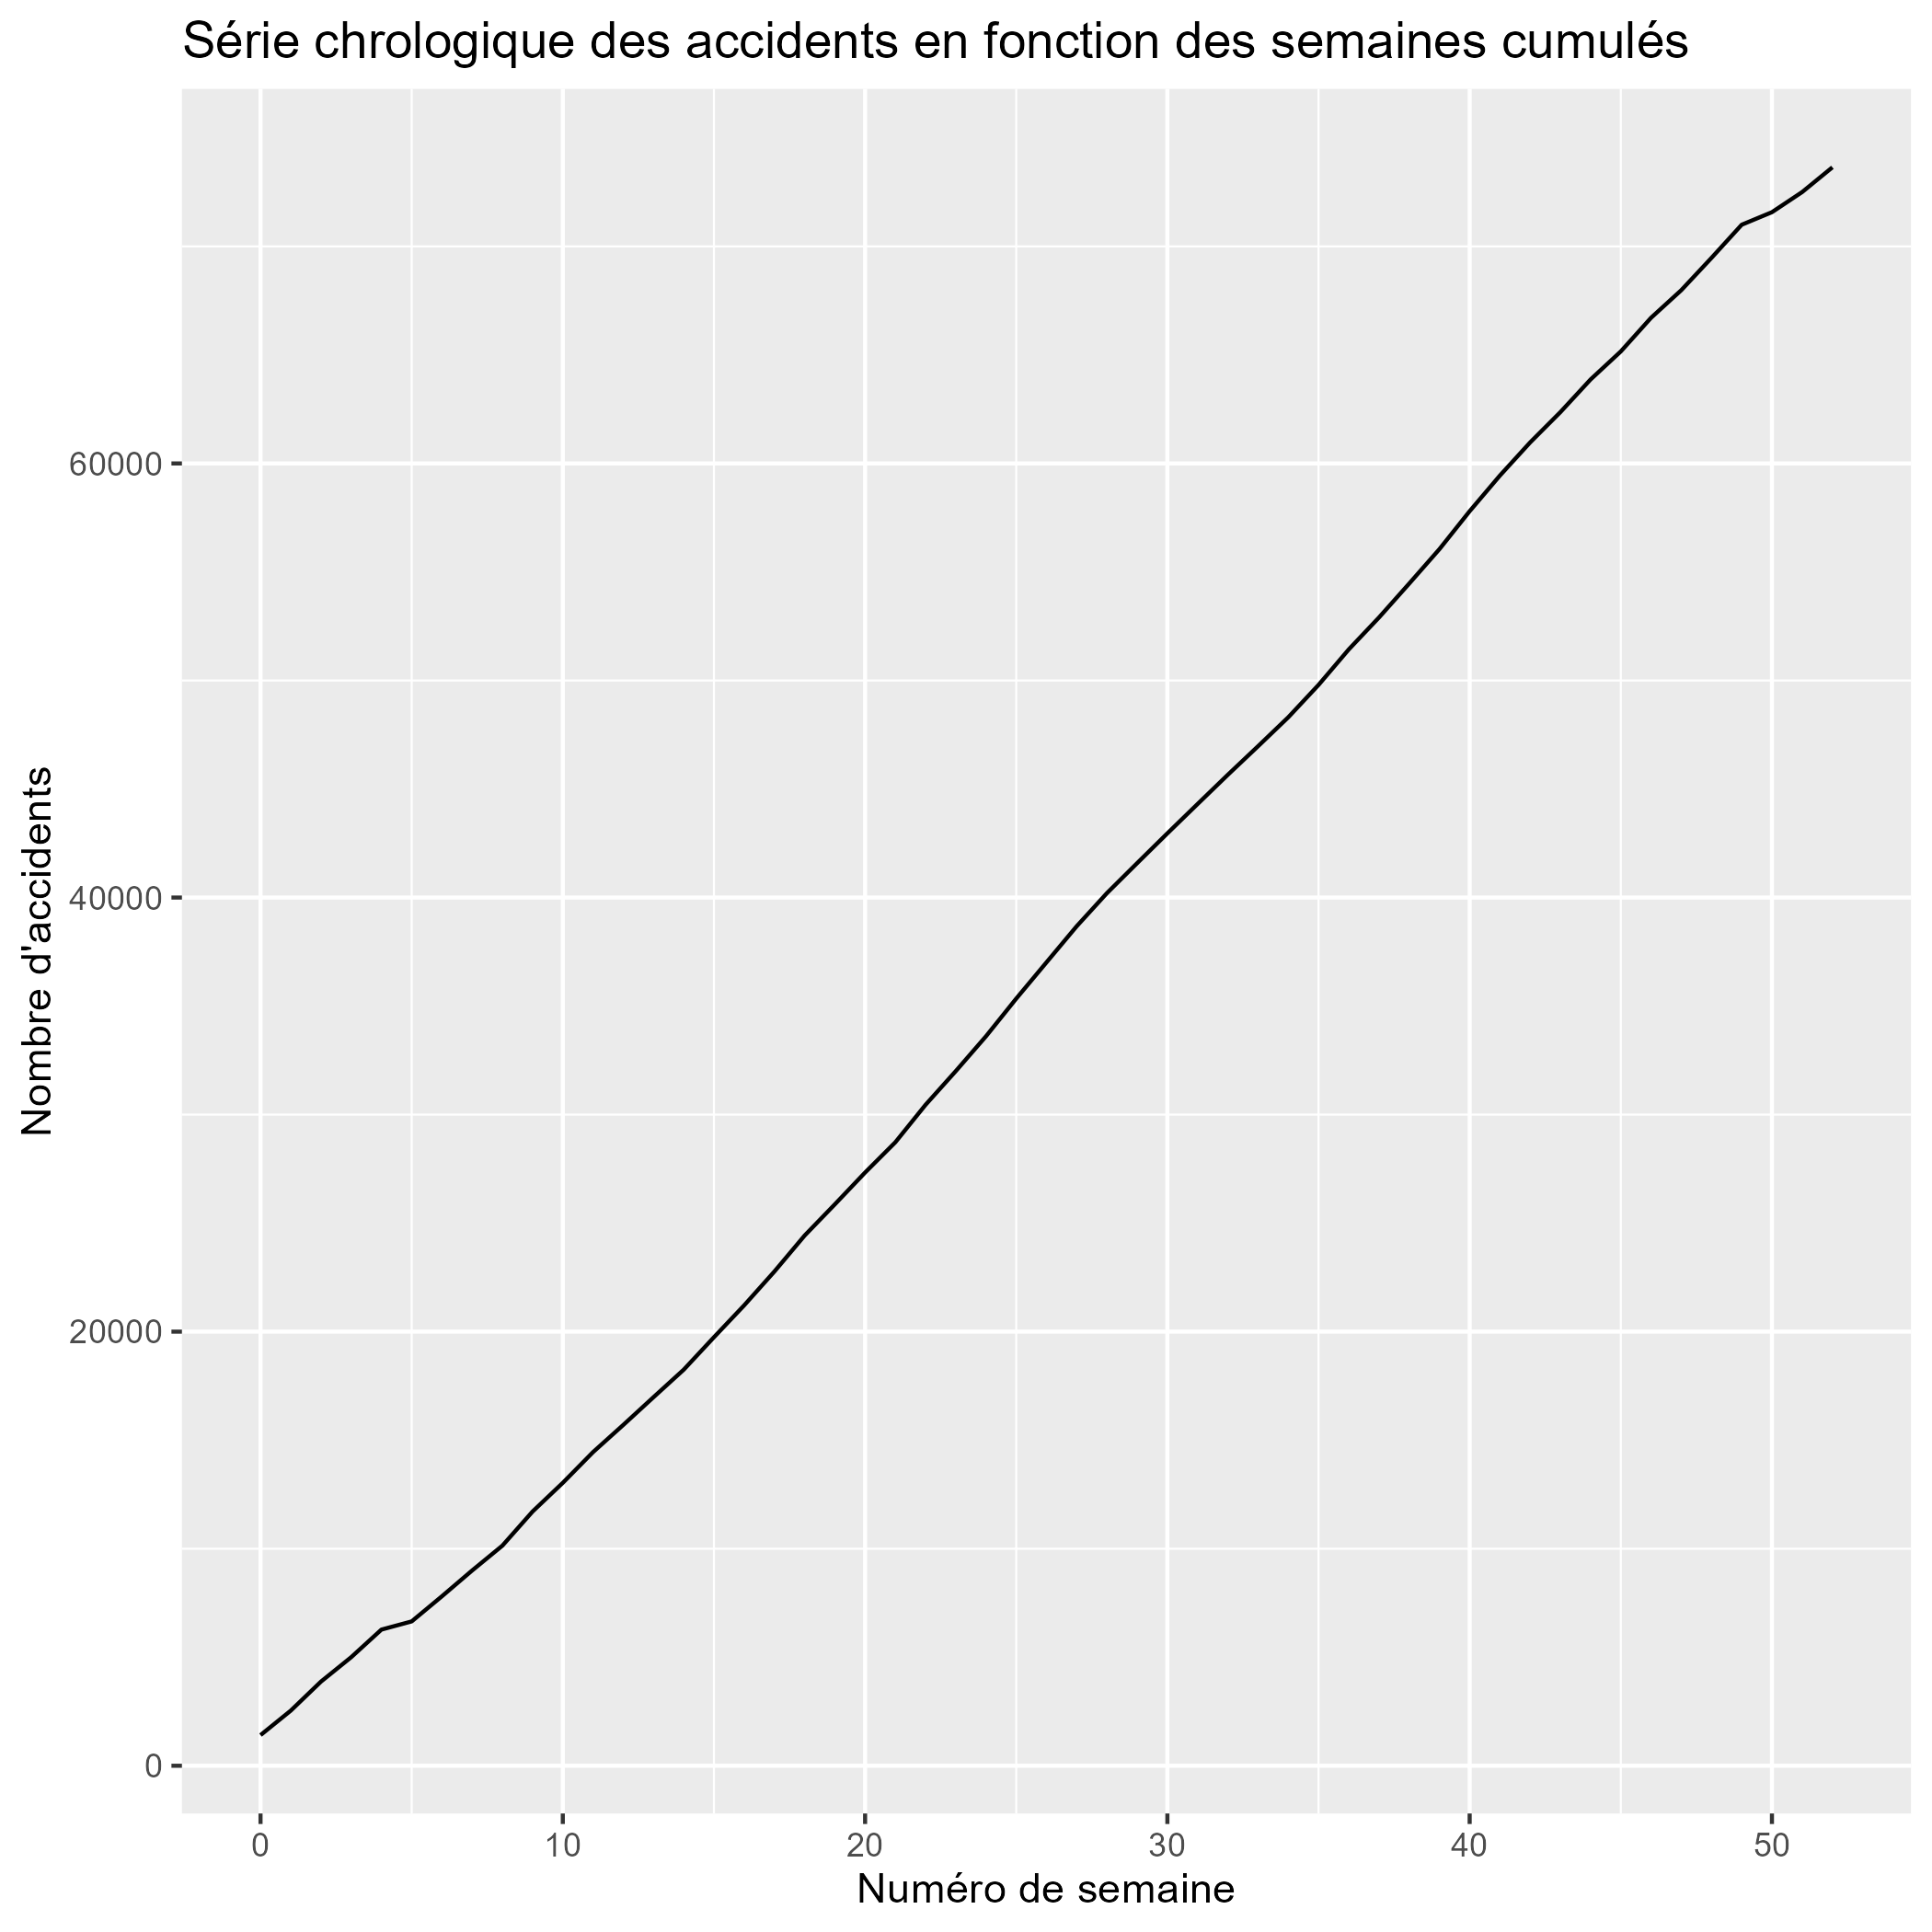 Série chrologique des accidents en fonction des semaines cumulés
Nombre d'accidents
60000
40000
20000
0
0 10 20 30 40 50
Numéro de semaine